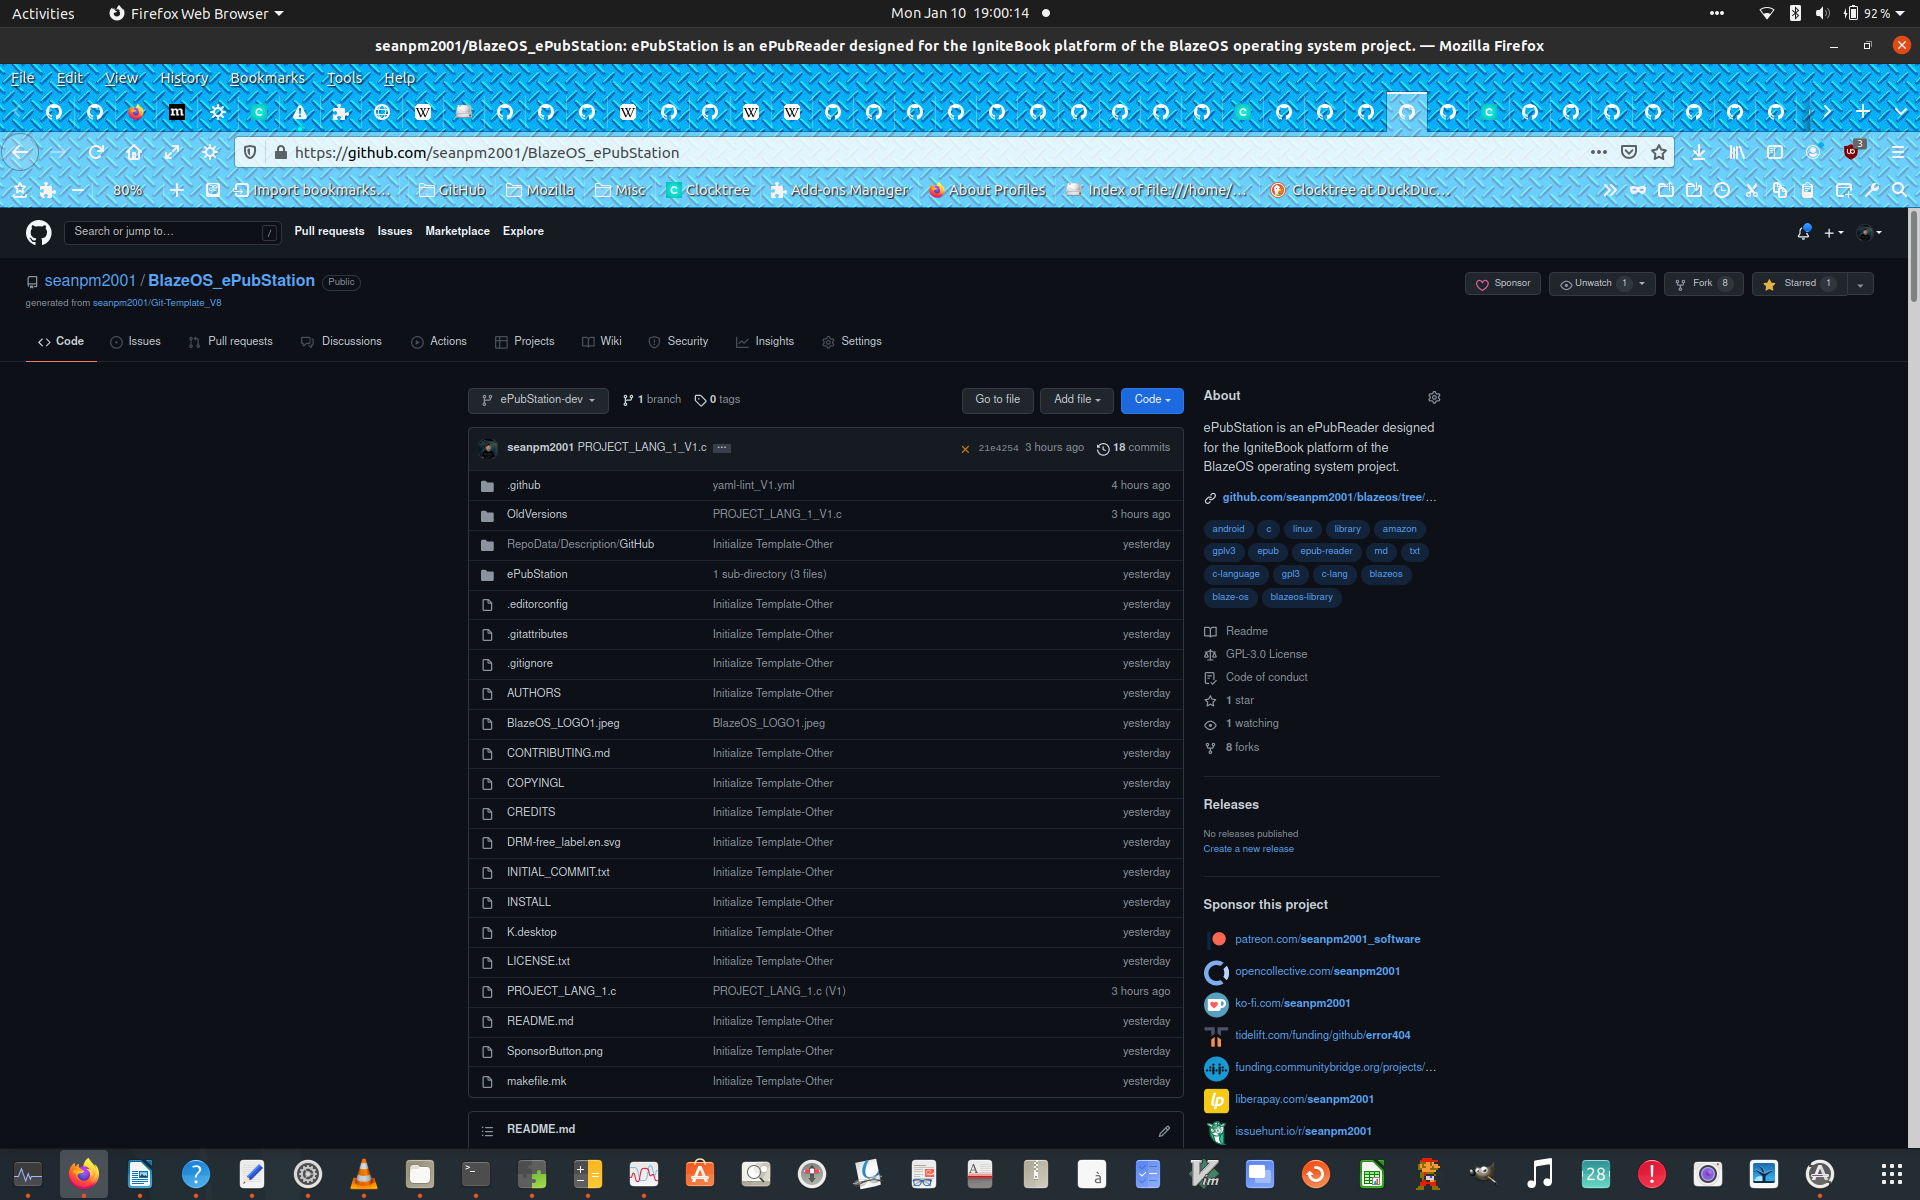 Activities Firefox Web Browser Mon Jan 10 19:00:14 92 %
seanpm2001/BlazeOS_ePubStation: ePubStation is an ePubReader designed for the IgniteBook platform of the BlazeOS operating system project. — Mozilla Firefox
File Edit View History Bookmarks Tools Help
https://github.com/seanpm2001/BlazeOS_ePubStation 3
80% Import bookmarks... GitHub Mozilla Misc Clocktree Add-ons Manager About Profiles Index of file:///home/... Clocktree at DuckDuc...
Search or jump to... / Pull requests Issues Marketplace Explore
seanpm2001 / BlazeOS_ePubStation Public
Sponsor Unwatch 1 Fork 8 Starred 1
generated from seanpm2001/Git-Template_V8
Code Issues Pull requests Discussions Actions Projects Wiki Security Insights Settings
ePubStation-dev 1 branch 0 tags Go to file Add file Code
seanpm2001 PROJECT_LANG_1_V1.c 21e4254 3 hours ago 18 commits
.github yaml-lint_V1.yml 4 hours ago
OldVersions PROJECT_LANG_1_V1.c 3 hours ago
RepoData/Description/GitHub Initialize Template-Other yesterday
ePubStation 1 sub-directory (3 files) yesterday
.editorconfig Initialize Template-Other yesterday
.gitattributes Initialize Template-Other yesterday
.gitignore Initialize Template-Other yesterday
AUTHORS Initialize Template-Other yesterday
BlazeOS_LOGO1.jpeg BlazeOS_LOGO1.jpeg yesterday
CONTRIBUTING.md Initialize Template-Other yesterday
COPYINGL Initialize Template-Other yesterday
CREDITS Initialize Template-Other yesterday
DRM-free_label.en.svg Initialize Template-Other yesterday
INITIAL_COMMIT.txt Initialize Template-Other yesterday
INSTALL Initialize Template-Other yesterday
K.desktop Initialize Template-Other yesterday
LICENSE.txt Initialize Template-Other yesterday
PROJECT_LANG_1.c PROJECT_LANG_1.c (V1) 3 hours ago
README.md Initialize Template-Other yesterday
SponsorButton.png Initialize Template-Other yesterday
makefile.mk Initialize Template-Other yesterday
README.md
About
ePubStation is an ePubReader designed
for the IgniteBook platform of the
BlazeOS operating system project.
github.com/seanpm2001/blazeos/tree/...
android c linux library amazon
gplv3 epub epub-reader md txt
c-language gpl3 c-lang blazeos
blaze-os blazeos-library
Readme
GPL-3.0 License
Code of conduct
1 star
1 watching
8 forks
Releases
No releases published
Create a new release
Sponsor this project
patreon.com/seanpm2001_software
opencollective.com/seanpm2001
ko-fi.com/seanpm2001
tidelift.com/funding/github/error404
funding.communitybridge.org/projects/...
liberapay.com/seanpm2001
issuehunt.io/r/seanpm2001
28